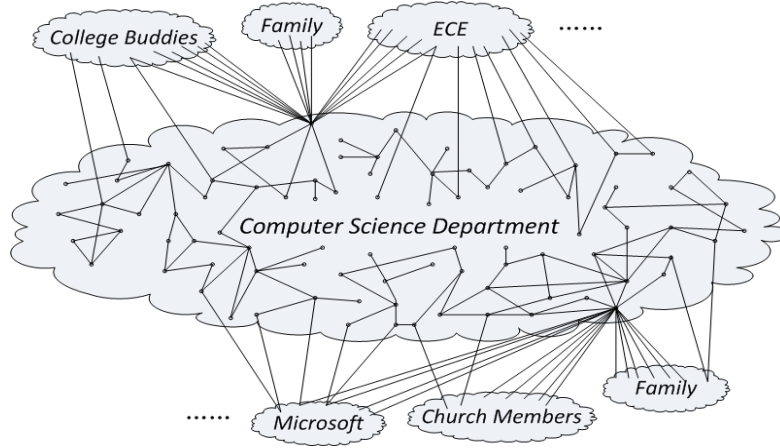 College Buddies
Family
ECE
......
Computer Science Department
......
Microsoft
Church Members
Family